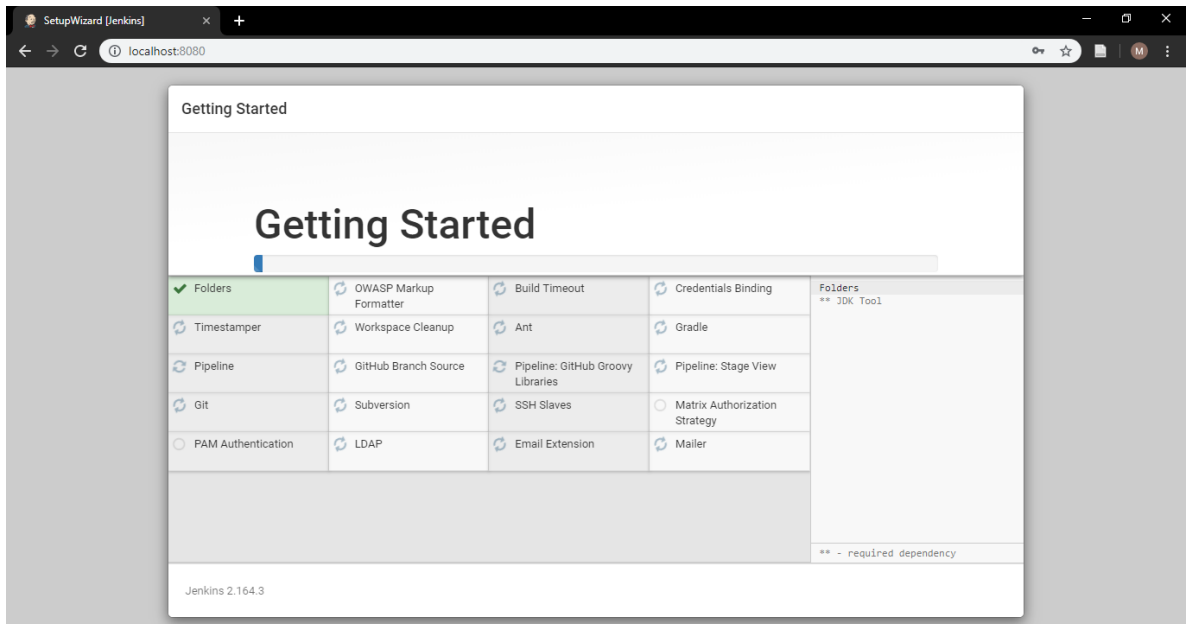 SetupWizard [Jenkins]
localhost:8080
M
Getting Started
Getting Started
Folders
OWASP Markup
Formatter
Build Timeout
Credentials Binding
Timestamper
Workspace Cleanup
Ant
Gradle
Pipeline
GitHub Branch Source
Pipeline: GitHub Groovy
Libraries
Pipeline: Stage View
Git
Subversion
SSH Slaves
Matrix Authorization
Strategy
PAM Authentication
LDAP
Email Extension
Mailer
Folders
** JDK Tool
** - required dependency
Jenkins 2.164.3